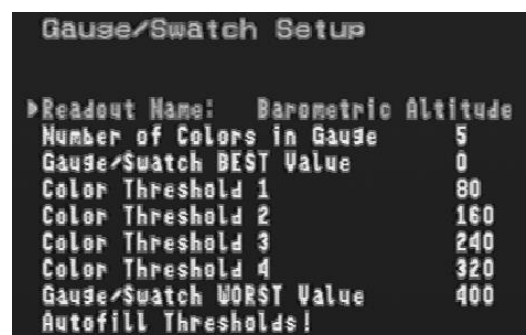 Gauge/Swatch Setup
Readout Name: Barometric Altitude
Number of Colors in Gauge 5
Gauge/Swatch BEST Value 0
Color Threshold 1 80
Color Threshold 2 160
Color Threshold 3 240
Color Threshold 4 320
Gauge/Swatch WORST Value 400
Autofill Thresholds!